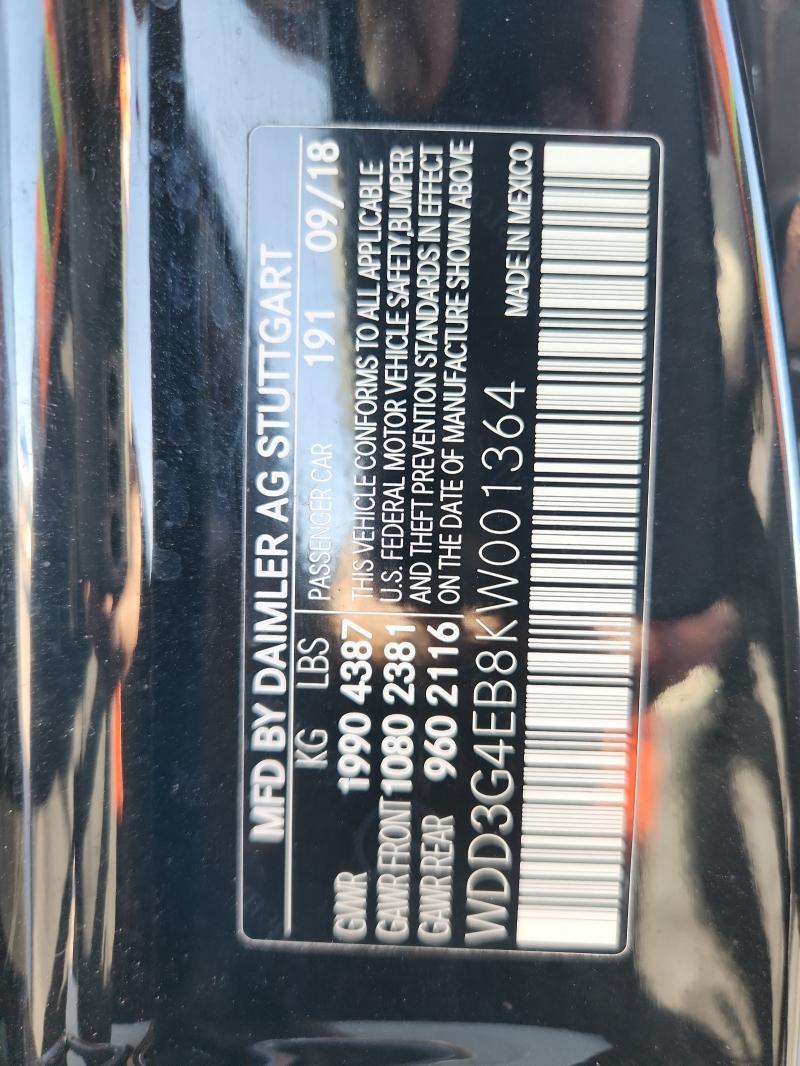 MFD BY DAIMLER AG STUTTGART
KG LBS PASSENGER CAR 191 09/18
GVWR 1990 4387 THIS VEHICLE CONFORMS TO ALL APPLICABLE
GAWR FRONT 1080 2381 U.S. FEDERAL MOTOR VEHICLE SAFETY,BUMPER
GAWR REAR 960 2116 AND THEFT PREVENTION STANDARDS IN EFFECT
ON THE DATE OF MANUFACTURE SHOWN ABOVE
WDD3G4EB8KW001364 MADE IN MEXICO